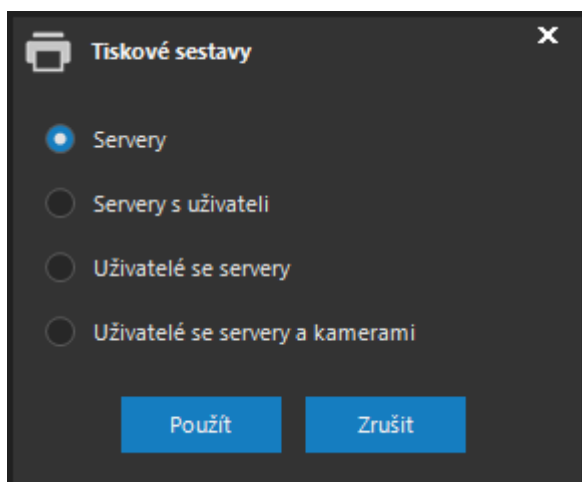 Tiskové sestavy
Servery
Servery s uživateli
Uživatelé se servery
Uživatelé se servery a kamerami
Použít Zrušit